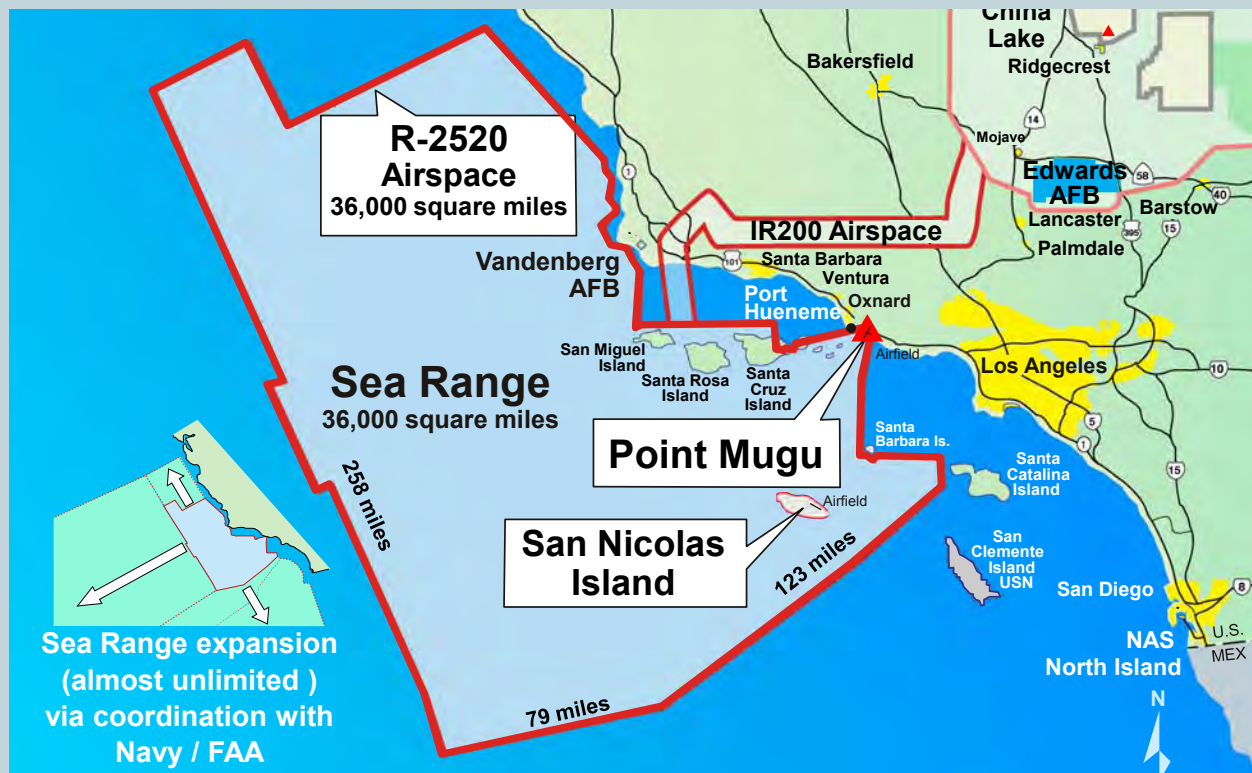 China
Lake
Ridgecrest
Bakersfield
14
Mojave
R-2520
Airspace
36,000 square miles
1
Edwards
AFB
58
40
Lancaster
Barstow
395
15
Palmdale
IR200 Airspace
Vandenberg
AFB
101
Santa Barbara
Ventura
Port
Hueneme
Oxnard
Airfield
San Miguel
Island
Santa Rosa
Island
Santa
Cruz
Island
Los Angeles
10
Sea Range
36,000 square miles
Point Mugu
Santa
Barbara Is.
5
1
15
Santa
Catalina
Island
258 miles
Airfield
San Nicolas
Island
123 miles
San
Clemente
Island
USN
San Diego
8
NAS
North Island
U.S.
MEX
79 miles
N
Sea Range expansion
(almost unlimited )
via coordination with
Navy / FAA